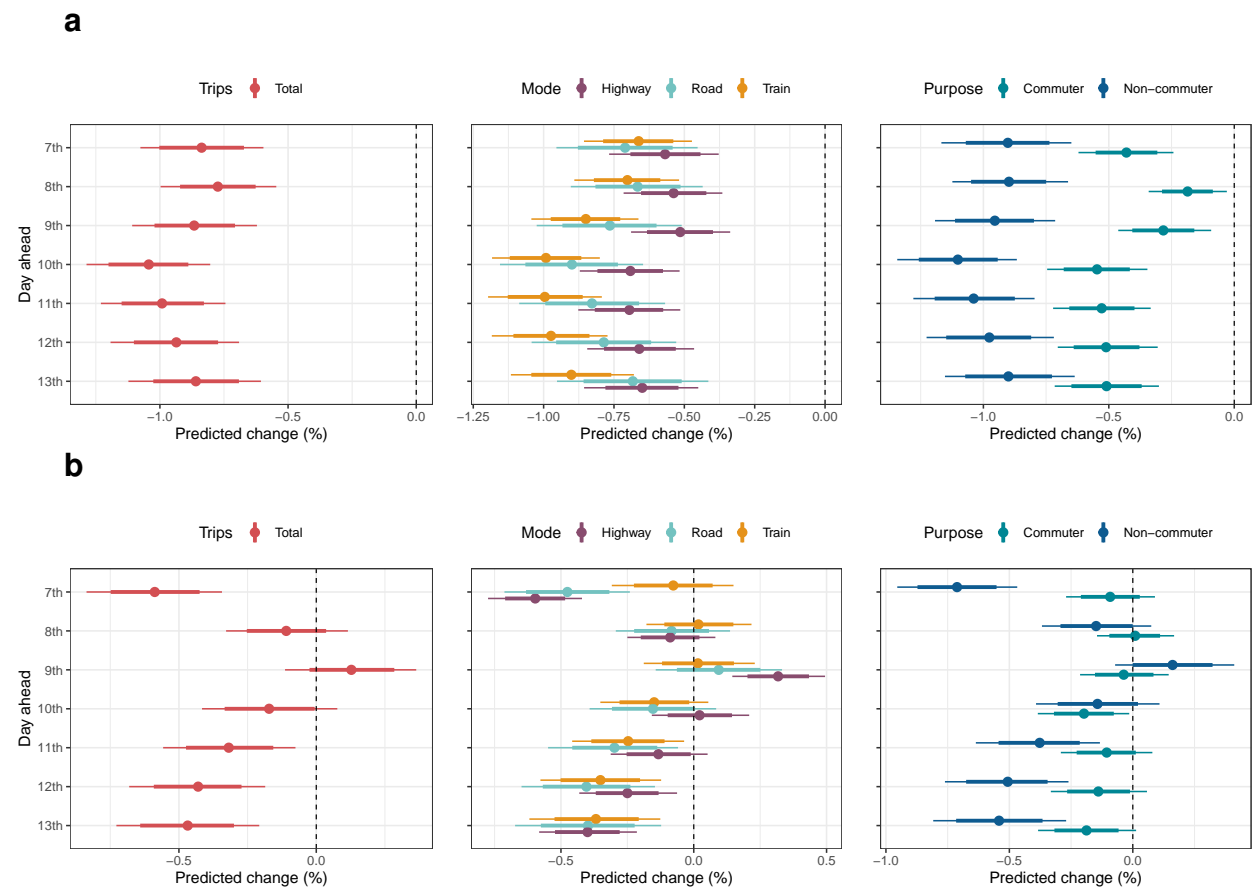 a
Trips Total
Mode Highway Road Train
Purpose Commuter Non−commuter
Day ahead
7th
8th
9th
10th
11th
12th
13th
−1.0 −0.5 0.0
−1.25 −1.00 −0.75 −0.50 −0.25 0.00
−1.0 −0.5 0.0
Predicted change (%)
Predicted change (%)
Predicted change (%)
b
Trips Total
Mode Highway Road Train
Purpose Commuter Non−commuter
Day ahead
7th
8th
9th
10th
11th
12th
13th
−0.5 0.0
−0.5 0.0 0.5
−1.0 −0.5 0.0
Predicted change (%)
Predicted change (%)
Predicted change (%)